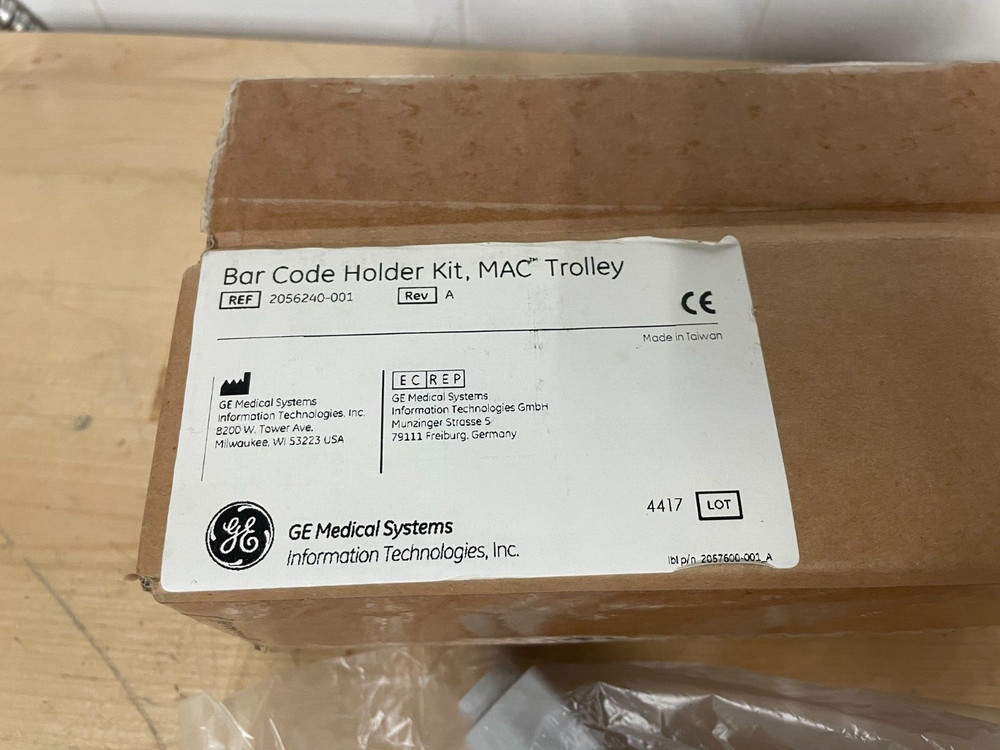 Bar Code Holder Kit, MAC™ Trolley
REF 2056240-001 Rev A
CE
Made in Taiwan
GE Medical Systems
Information Technologies, Inc.
8200 W. Tower Ave.
Milwaukee, WI 53223 USA
EC REP
GE Medical Systems
Information Technologies GmbH
Munzinger Strasse 5
79111 Freiburg, Germany
4417 LOT
GE
GE Medical Systems
Information Technologies, Inc.
lbl p/n 2057600-001_A